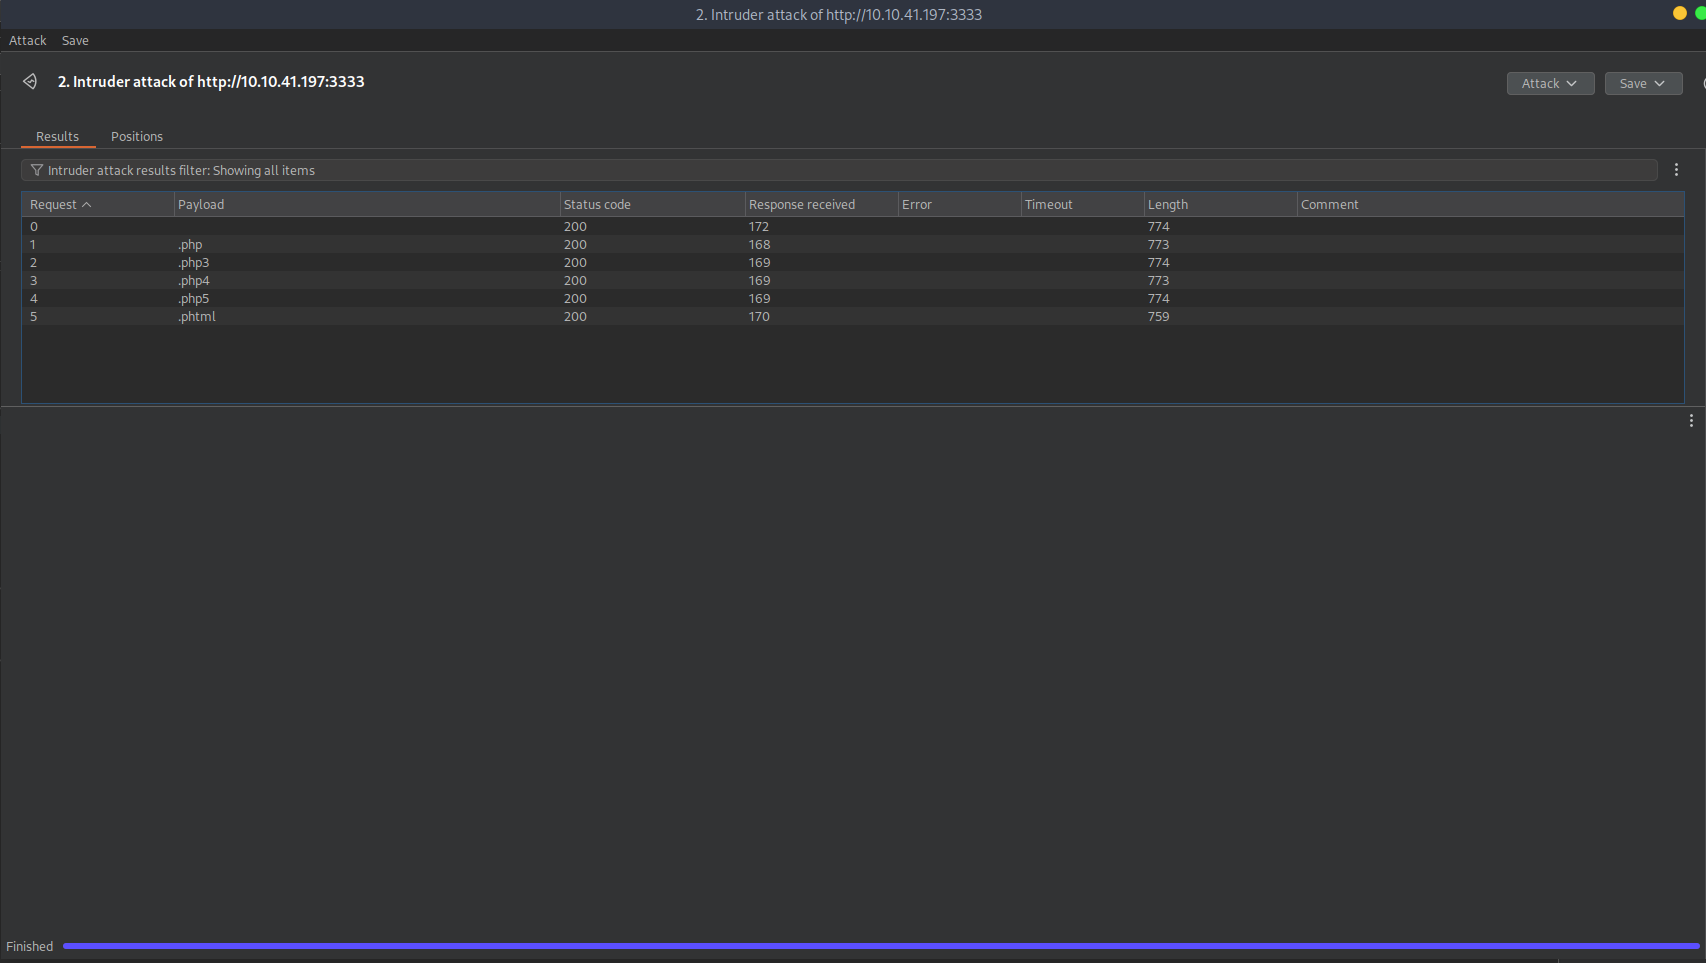 2. Intruder attack of http://10.10.41.197:3333
Attack Save
2. Intruder attack of http://10.10.41.197:3333
Attack Save
Results Positions
Intruder attack results filter: Showing all items
Request Payload Status code Response received Error Timeout Length Comment
0 200 172 774
1 .php 200 168 773
2 .php3 200 169 774
3 .php4 200 169 773
4 .php5 200 169 774
5 .phtml 200 170 759
Finished